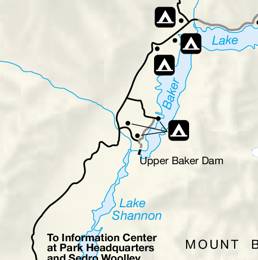 Lake
Baker
Upper Baker Dam
Lake
Shannon
To Information Center
at Park Headquarters
and Sedro Woolley
MOUNT B